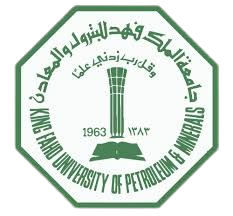 جامعة الملك فهد للبترول والمعادن
وقل رب زدني علما
1963 ١٣٨٣
KING FAHD UNIVERSITY OF PETROLEUM & MINERALS